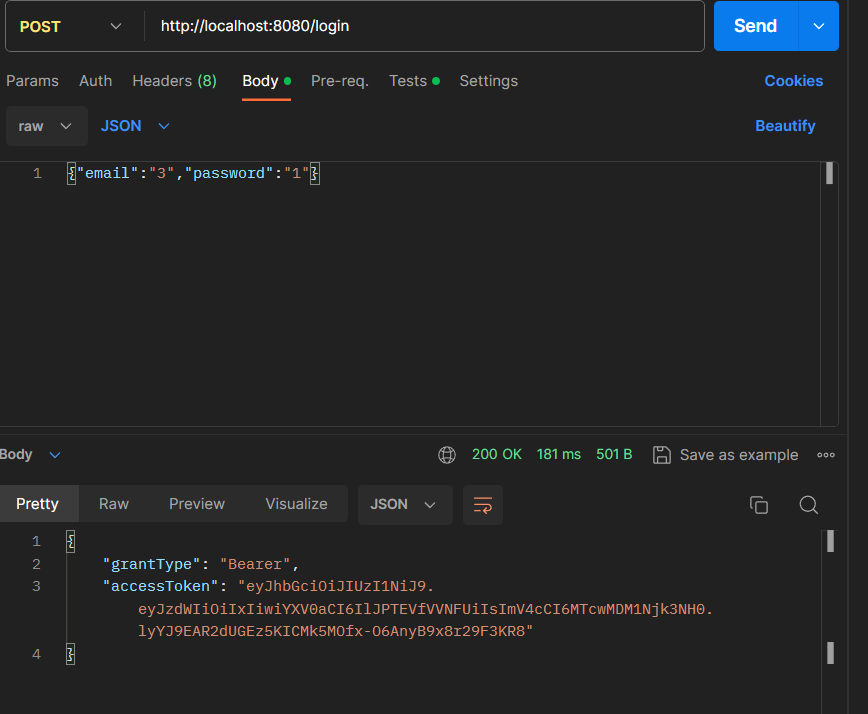 POST http://localhost:8080/login Send
Params Auth Headers (8) Body Pre-req. Tests Settings Cookies
raw JSON Beautify
1 {"email":"3","password":"1"}
Body 200 OK 181 ms 501 B Save as example
Pretty Raw Preview Visualize JSON
1 {
2 "grantType": "Bearer",
3 "accessToken": "eyJhbGciOiJIUzI1NiJ9.
eyJzdWIiOiIxIiwiYXV0aCI6IlJPTEVfVVNFUiIsImV4cCI6MTcwMDM1Njk3NH0.
lyYJ9EAR2dUGEz5KICMk5MOfx-O6AnyB9x8r29F3KR8"
4 }